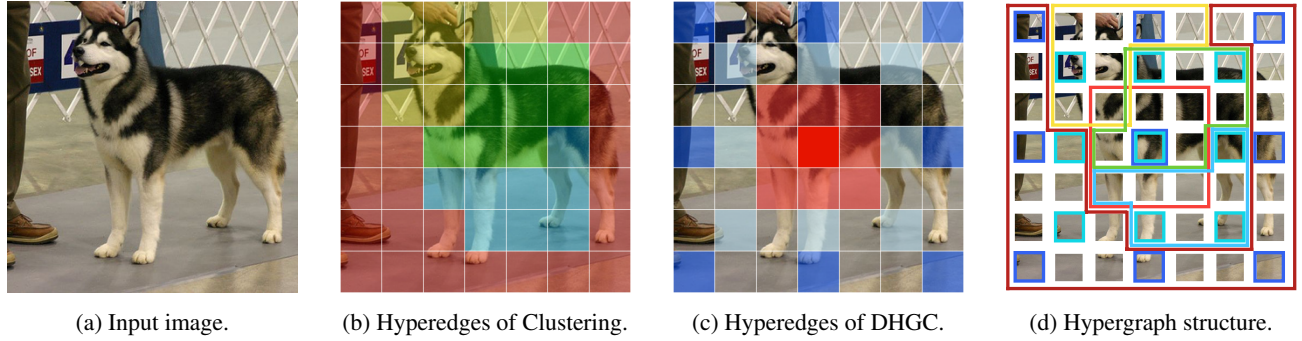 OF
SEX
OF
SEX
OF
SEX
(a) Input image.
(b) Hyperedges of Clustering.
(c) Hyperedges of DHGC.
(d) Hypergraph structure.